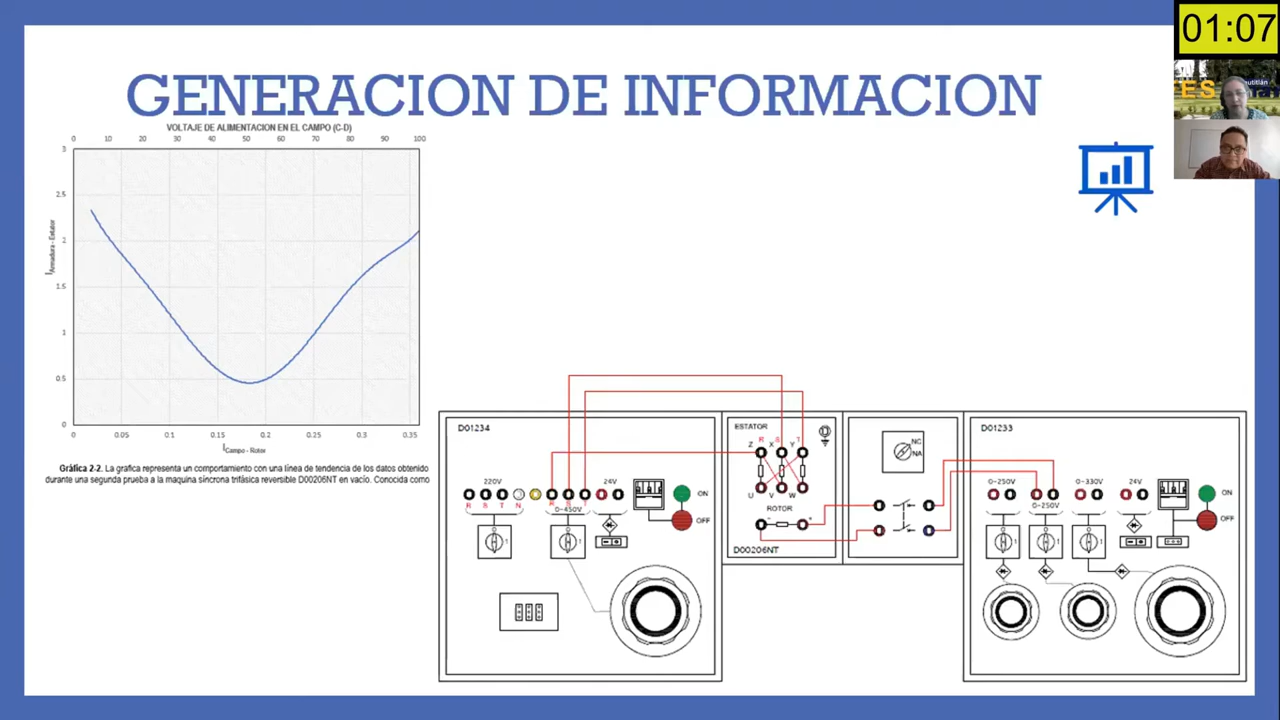 01:07
ES
GENERACION DE INFORMACION
VOLTAJE DE ALIMENTACION EN EL CAMPO (C-D)
0 10 20 30 40 50 60 70 80 90 100
3
2.5
2
1.5
1
0.5
0
I Armadura - Estator
0 0.05 0.1 0.15 0.2 0.25 0.3 0.35
I Campo - Rotor
Gráfica 2-2. La grafica representa un comportamiento con una línea de tendencia de los datos obtenido
durante una segunda prueba a la maquina síncrona trifásica reversible D00206NT en vacío. Conocida como
D01234
220V
R S T N
R S T
0-450V
24V
ON
OFF
ESTATOR
R S T
Z X Y
U V W
ROTOR
- +
D00206NT
NC
NA
D01233
0-250V
0-250V
0-330V
24V
ON
OFF